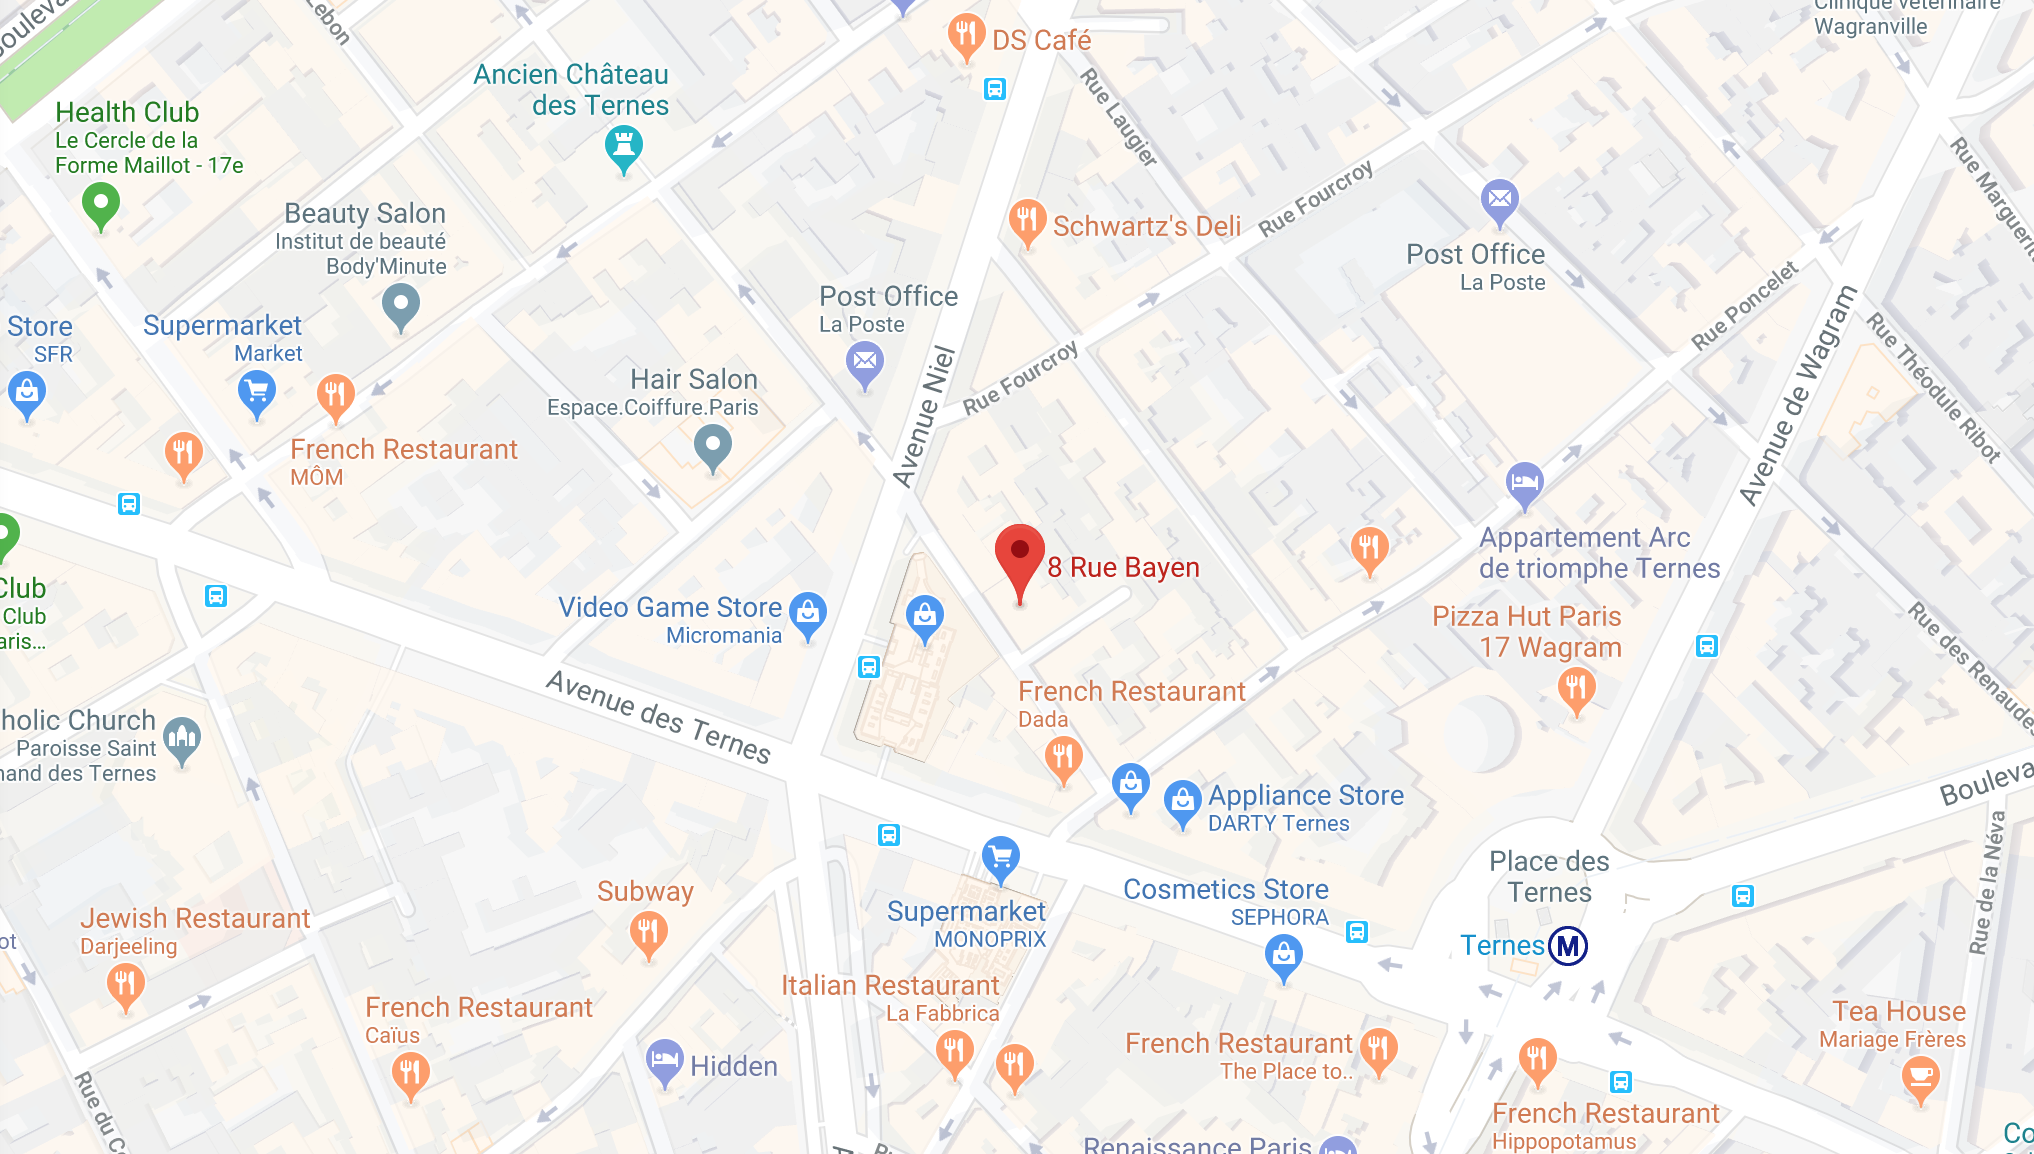 Bouleva
Lebon
DS Café
Clinique vétérinaire
Wagranville
Ancien Château
des Ternes
Rue Laugier
Health Club
Le Cercle de la
Forme Maillot - 17e
Rue Fourcroy
Rue Marguerit
Beauty Salon
Institut de beauté
Body'Minute
Schwartz's Deli
Post Office
La Poste
Post Office
La Poste
Rue Poncelet
Avenue de Wagram
Store
SFR
Supermarket
Market
Rue Théodule Ribot
Hair Salon
Espace.Coiffure.Paris
Avenue Niel
Rue Fourcroy
French Restaurant
MÔM
Appartement Arc
de triomphe Ternes
8 Rue Bayen
Club
Club
aris...
Video Game Store
Micromania
Pizza Hut Paris
17 Wagram
Rue des Renaudes
Avenue des Ternes
French Restaurant
Dada
holic Church
Paroisse Saint
nand des Ternes
Appliance Store
DARTY Ternes
Bouleva
Rue de la Néva
Place des
Ternes
Ternes
M
Cosmetics Store
SEPHORA
Subway
Supermarket
MONOPRIX
Jewish Restaurant
Darjeeling
ot
Italian Restaurant
La Fabbrica
French Restaurant
Caïus
Tea House
Mariage Frères
French Restaurant
The Place to..
Hidden
Rue du Co
French Restaurant
Hippopotamus
Renaissance Paris
Co